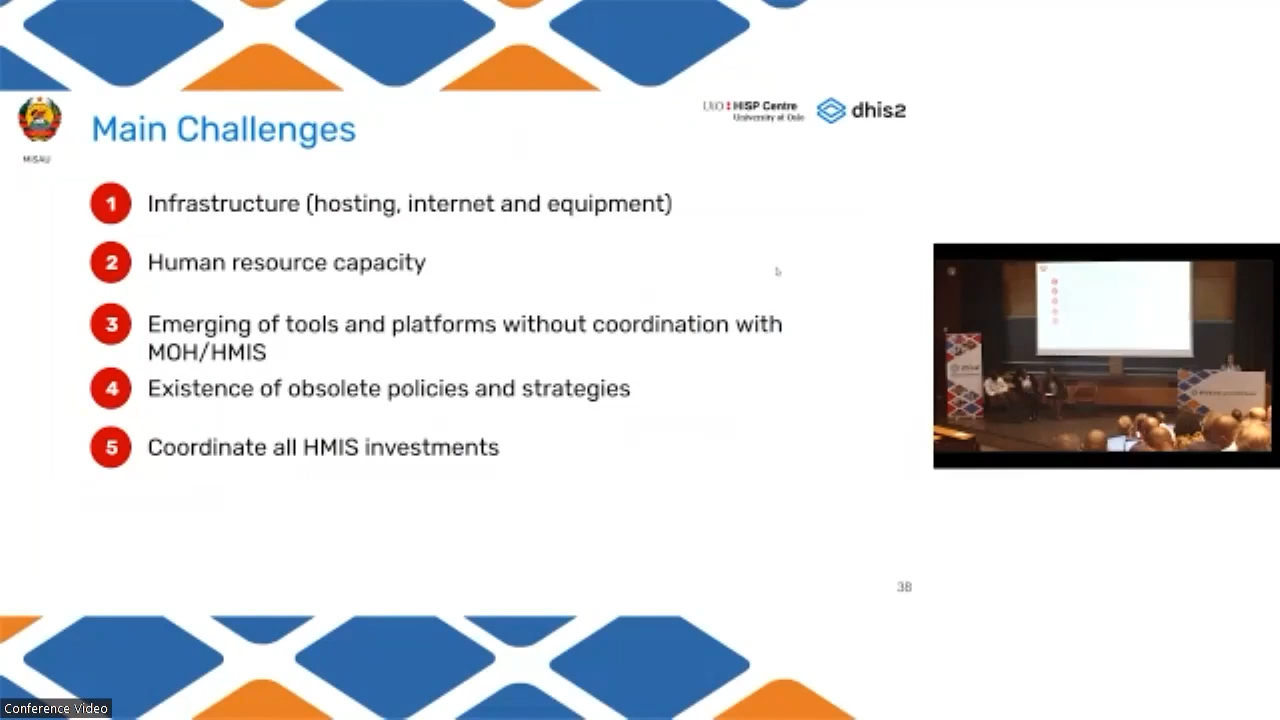 Main Challenges
UiO HISP Centre
University of Oslo
dhis2
MISAU
1 Infrastructure (hosting, internet and equipment)
2 Human resource capacity
3 Emerging of tools and platforms without coordination with
MOH/HMIS
4 Existence of obsolete policies and strategies
5 Coordinate all HMIS investments
38
Conference Video